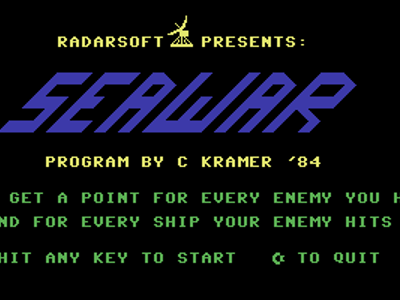 RADARSOFT PRESENTS:
SEAWAR
PROGRAM BY C KRAMER '84
GET A POINT FOR EVERY ENEMY YOU H
ND FOR EVERY SHIP YOUR ENEMY HITS
HIT ANY KEY TO START TO QUIT